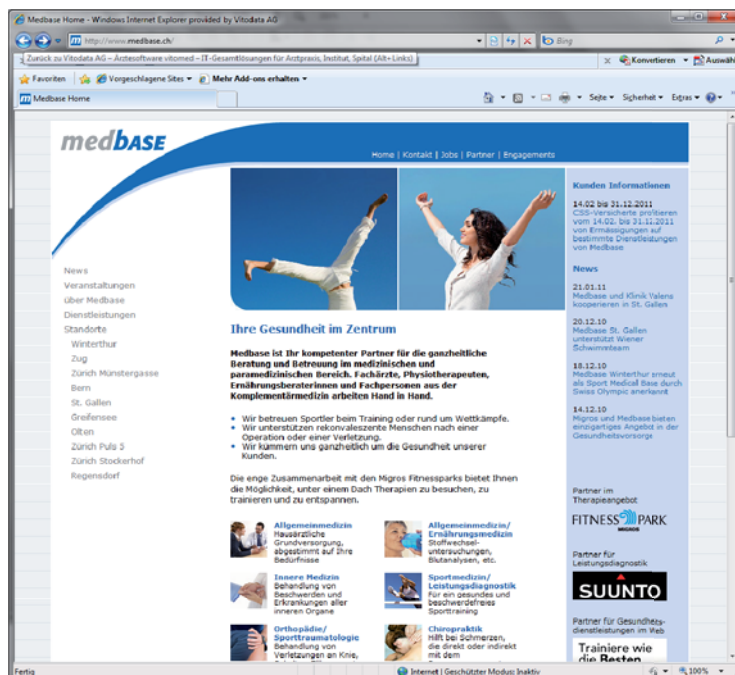 Medbase Home - Windows Internet Explorer provided by Vitodata AG
http://www.medbase.ch/
Bing
Zurück zu Vitodata AG – Ärztesoftware vitomed – IT-Gesamtlösungen für Arztpraxis, Institut, Spital (Alt+Links)
Konvertieren
Auswähl
Favoriten
Vorgeschlagene Sites
Mehr Add-ons erhalten
Medbase Home
Seite
Sicherheit
Extras
medBASE
Home | Kontakt | Jobs | Partner | Engagements
News
Veranstaltungen
über Medbase
Dienstleistungen
Standorte
Winterthur
Zug
Zürich Münstergasse
Bern
St. Gallen
Greifensee
Olten
Zürich Puls 5
Zürich Stockerhof
Regensdorf
Ihre Gesundheit im Zentrum
Medbase ist Ihr kompetenter Partner für die ganzheitliche
Beratung und Betreuung im medizinischen und
paramedizinischen Bereich. Fachärzte, Physiotherapeuten,
Ernährungsberaterinnen und Fachpersonen aus der
Komplementärmedizin arbeiten Hand in Hand.
• Wir betreuen Sportler beim Training oder rund um Wettkämpfe.
• Wir unterstützen rekonvaleszente Menschen nach einer
Operation oder einer Verletzung.
• Wir kümmern uns ganzheitlich um die Gesundheit unserer
Kunden.
Die enge Zusammenarbeit mit den Migros Fitnessparks bietet Ihnen
die Möglichkeit, unter einem Dach Therapien zu besuchen, zu
trainieren und zu entspannen.
Allgemeinmedizin
Hausärztliche
Grundversorgung,
abgestimmt auf Ihre
Bedürfnisse
Allgemeinmedizin/
Ernährungsmedizin
Stoffwechsel-
untersuchungen,
Blutanalysen, etc.
Innere Medizin
Behandlung von
Beschwerden und
Erkrankungen aller
inneren Organe
Sportmedizin/
Leistungsdiagnostik
Für ein gesundes und
beschwerdefreies
Sporttraining
Orthopädie/
Sporttraumatologie
Behandlung von
Verletzungen an Knie,
Chiropraktik
Hilft bei Schmerzen,
die direkt oder indirekt
mit dem
Kunden Informationen
14.02 bis 31.12.2011
CSS-Versicherte profitieren
vom 14.02. bis 31.12.2011
von Ermässigungen auf
bestimmte Dienstleistungen
von Medbase
News
21.01.11
Medbase und Klinik Valens
kooperieren in St. Gallen
20.12.10
Medbase St. Gallen
unterstützt Wiener
Schwimmteam
18.12.10
Medbase Winterthur erneut
als Sport Medical Base durch
Swiss Olympic anerkannt
14.12.10
Migros und Medbase bieten
einzigartiges Angebot in der
Gesundheitsvorsorge
Partner im
Therapieangebot
FITNESS PARK
MIGROS
Partner für
Leistungsdiagnostik
SUUNTO
Partner für Gesundheits-
dienstleistungen im Web
Trainiere wie
die Besten
Fertig
Internet | Geschützter Modus: Inaktiv
100%